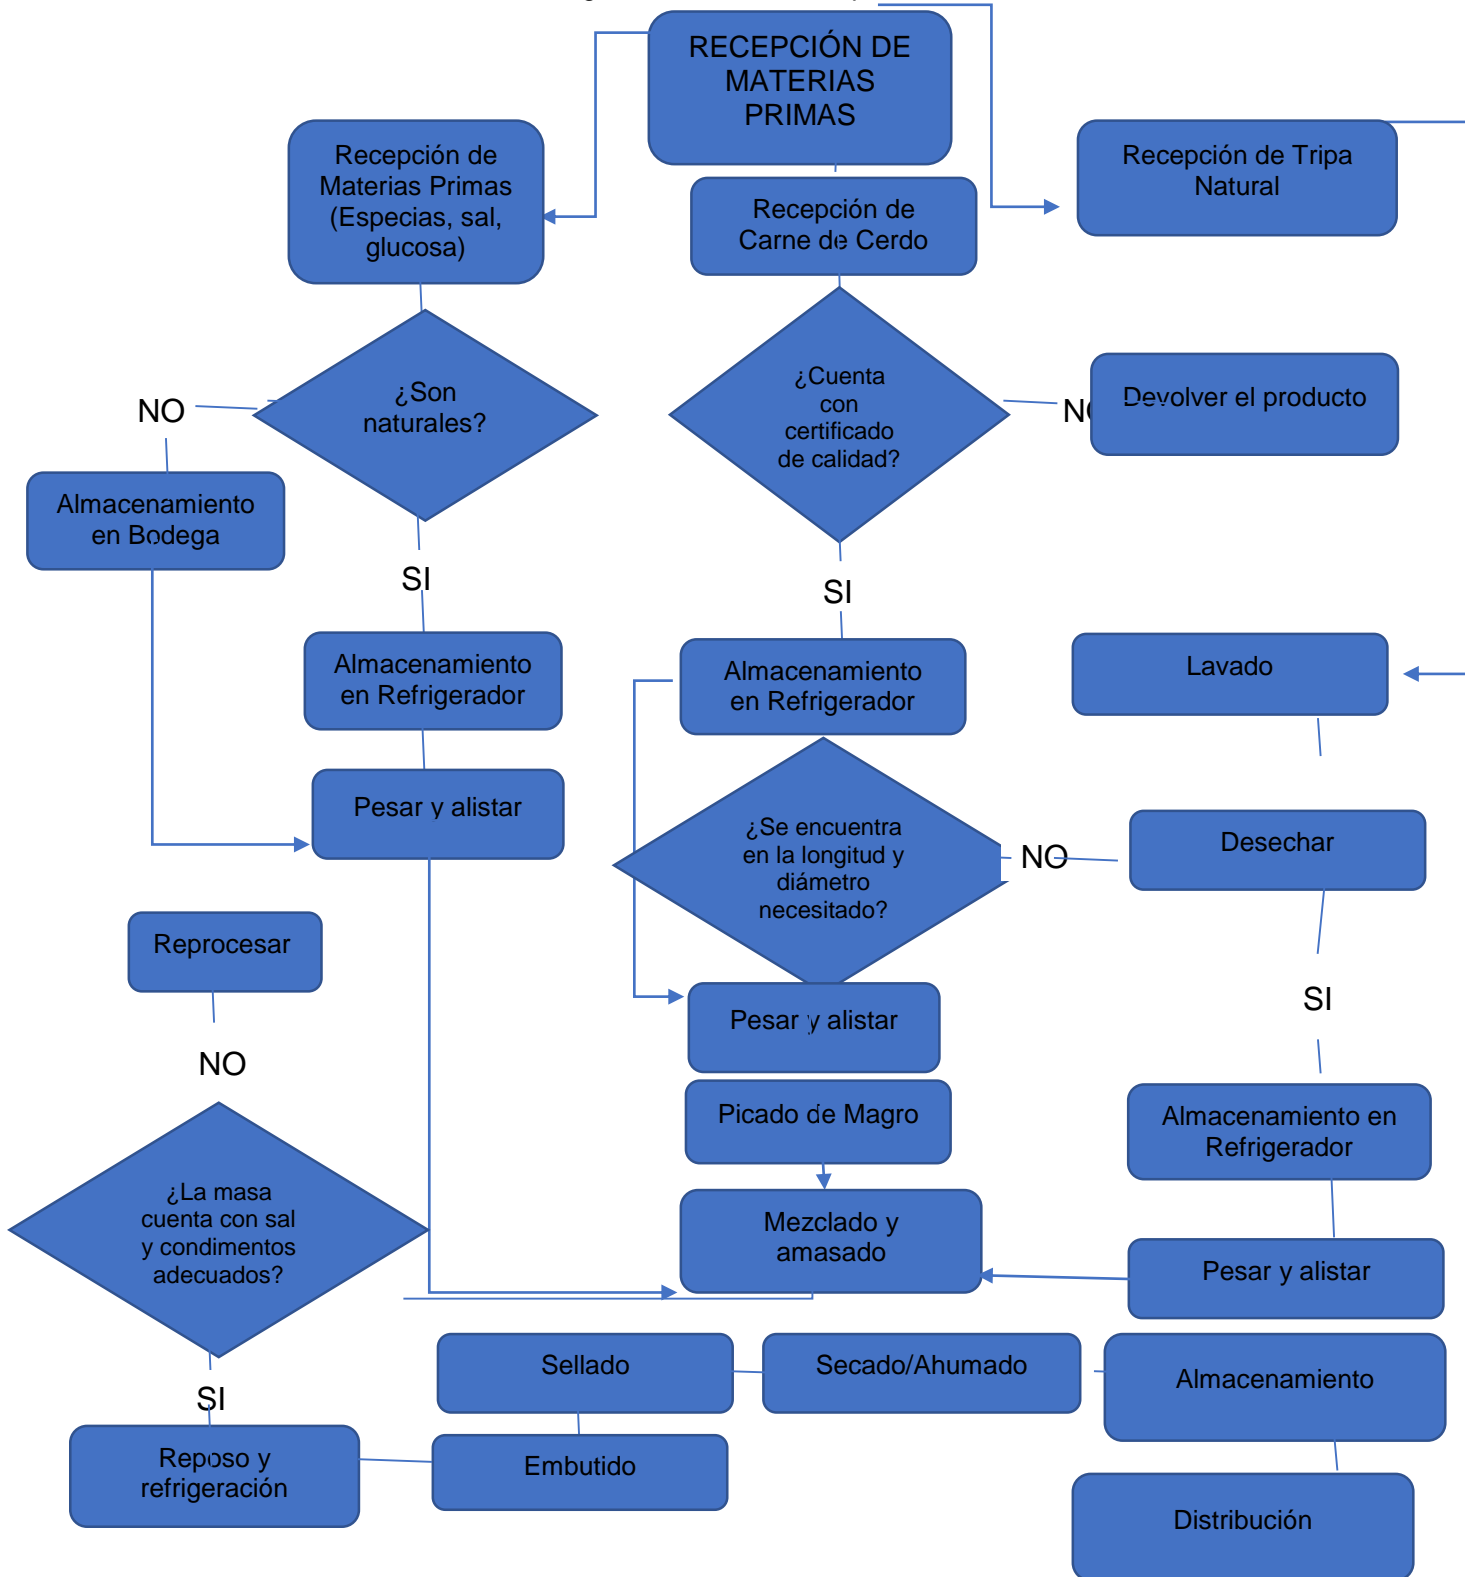 RECEPCIÓN DE
MATERIAS
PRIMAS
Recepción de
Materias Primas
(Especias, sal,
glucosa)
Recepción de
Carne de Cerdo
Recepción de Tripa
Natural
¿Son
naturales?
¿Cuenta
con
certificado
de calidad?
NO
NO
Devolver el producto
Almacenamiento
en Bodega
SI
SI
Almacenamiento
en Refrigerador
Almacenamiento
en Refrigerador
Lavado
Pesar y alistar
¿Se encuentra
en la longitud y
diámetro
necesitado?
NO
Desechar
Reprocesar
Pesar y alistar
SI
NO
Picado de Magro
Almacenamiento en
Refrigerador
¿La masa
cuenta con sal
y condimentos
adecuados?
Mezclado y
amasado
Pesar y alistar
Sellado
Secado/Ahumado
Almacenamiento
SI
Reposo y
refrigeración
Embutido
Distribución